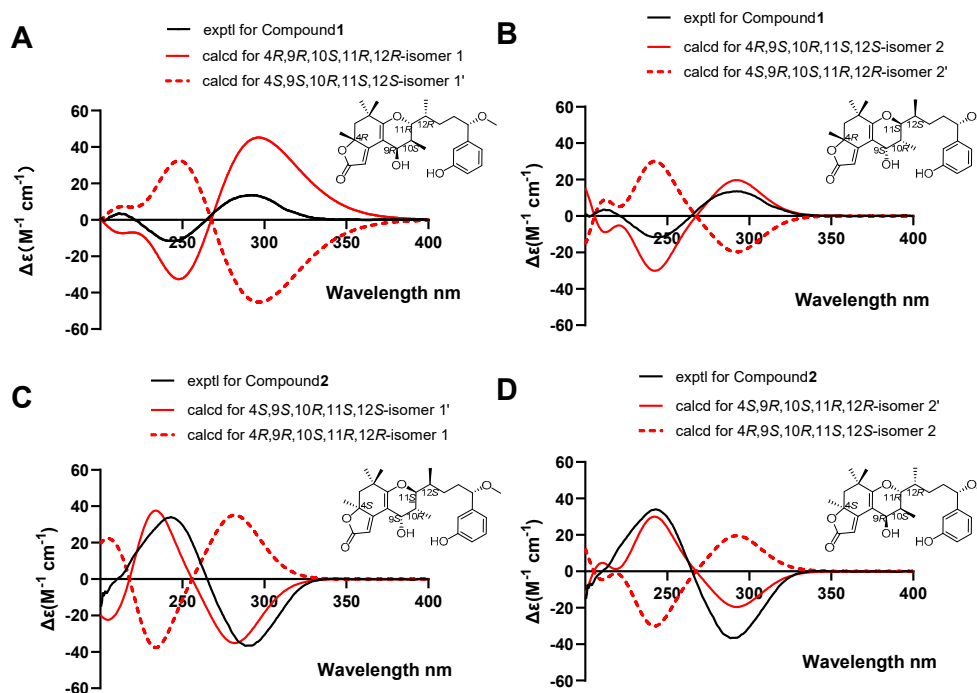 A
exptl for Compound1
calcd for 4R,9R,10S,11R,12R-isomer 1
calcd for 4S,9S,10R,11S,12S-isomer 1'
60
40
20
0
-20
-40
-60
250
300
350
400
Δε( M⁻¹ cm⁻¹)
Wavelength nm
O
11R
12R
O
4R
O
9R
10S
O
OH
HO
B
exptl for Compound1
calcd for 4R,9S,10R,11S,12S-isomer 2
calcd for 4S,9R,10S,11R,12R-isomer 2'
60
40
20
0
-20
-40
-60
250
300
350
400
Δε(M⁻¹ cm⁻¹)
Wavelength nm
O
11S
12S
O
4R
O
9S
10R
O
OH
HO
C
exptl for Compound2
calcd for 4S,9S,10R,11S,12S-isomer 1'
calcd for 4R,9R,10S,11R,12R-isomer 1
60
40
20
0
-20
-40
-60
250
300
350
400
Δε(M⁻¹ cm⁻¹)
Wavelength nm
O
11S
12S
O
4S
O
9S
10R
O
OH
HO
D
exptl for Compound2
calcd for 4S,9R,10S,11R,12R-isomer 2'
calcd for 4R,9S,10R,11S,12S-isomer 2
60
40
20
0
-20
-40
-60
250
300
350
400
Δε(M⁻¹ cm⁻¹)
Wavelength nm
O
11R
12R
O
4S
O
9R
10S
O
OH
HO